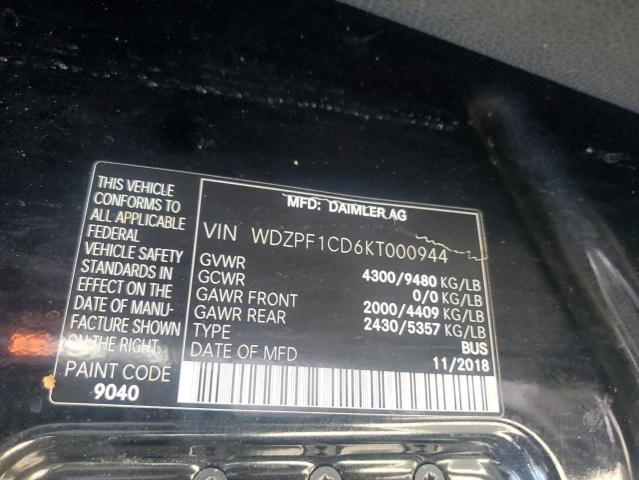 THIS VEHICLE
CONFORMS TO
ALL APPLICABLE
FEDERAL
VEHICLE SAFETY
STANDARDS IN
EFFECT ON THE
DATE OF MANU-
FACTURE SHOWN
ON THE RIGHT.
PAINT CODE
9040
MFD: DAIMLER AG
VIN WDZPF1CD6KT000944
GVWR 4300/9480 KG/LB
GCWR 0/0 KG/LB
GAWR FRONT 2000/4409 KG/LB
GAWR REAR 2430/5357 KG/LB
TYPE BUS
DATE OF MFD 11/2018